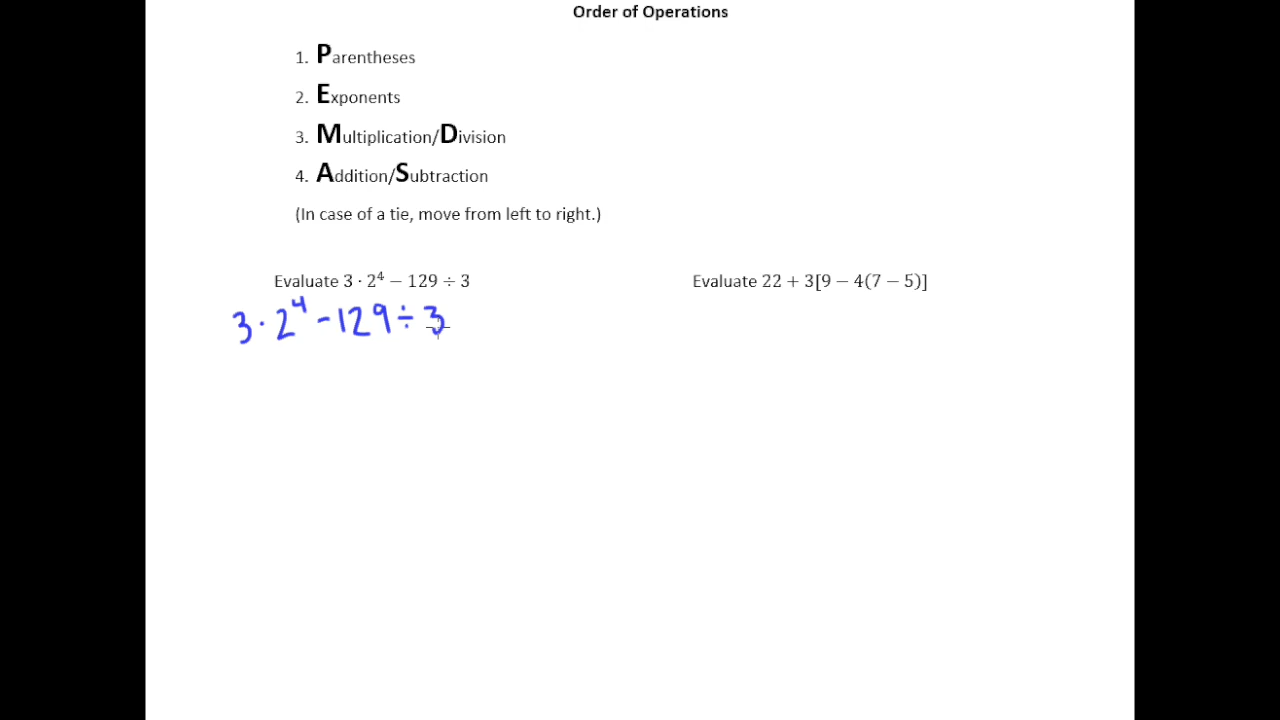 Order of Operations
1. Parentheses
2. Exponents
3. Multiplication/Division
4. Addition/Subtraction
(In case of a tie, move from left to right.)
Evaluate 3 · 2⁴ − 129 ÷ 3
3 · 2⁴ - 129 ÷ 3
Evaluate 22 + 3[9 − 4(7 − 5)]